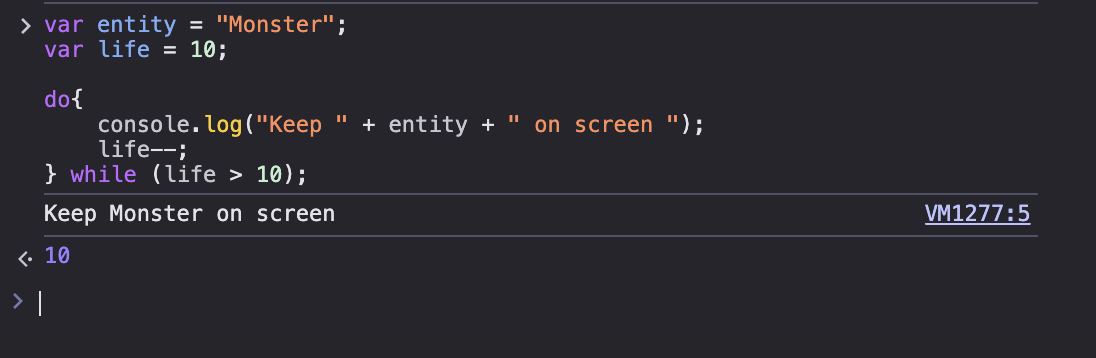 > var entity = "Monster";
var life = 10;
do{
    console.log("Keep " + entity + " on screen ");
    life--;
} while (life > 10);
Keep Monster on screen VM1277:5
10
>